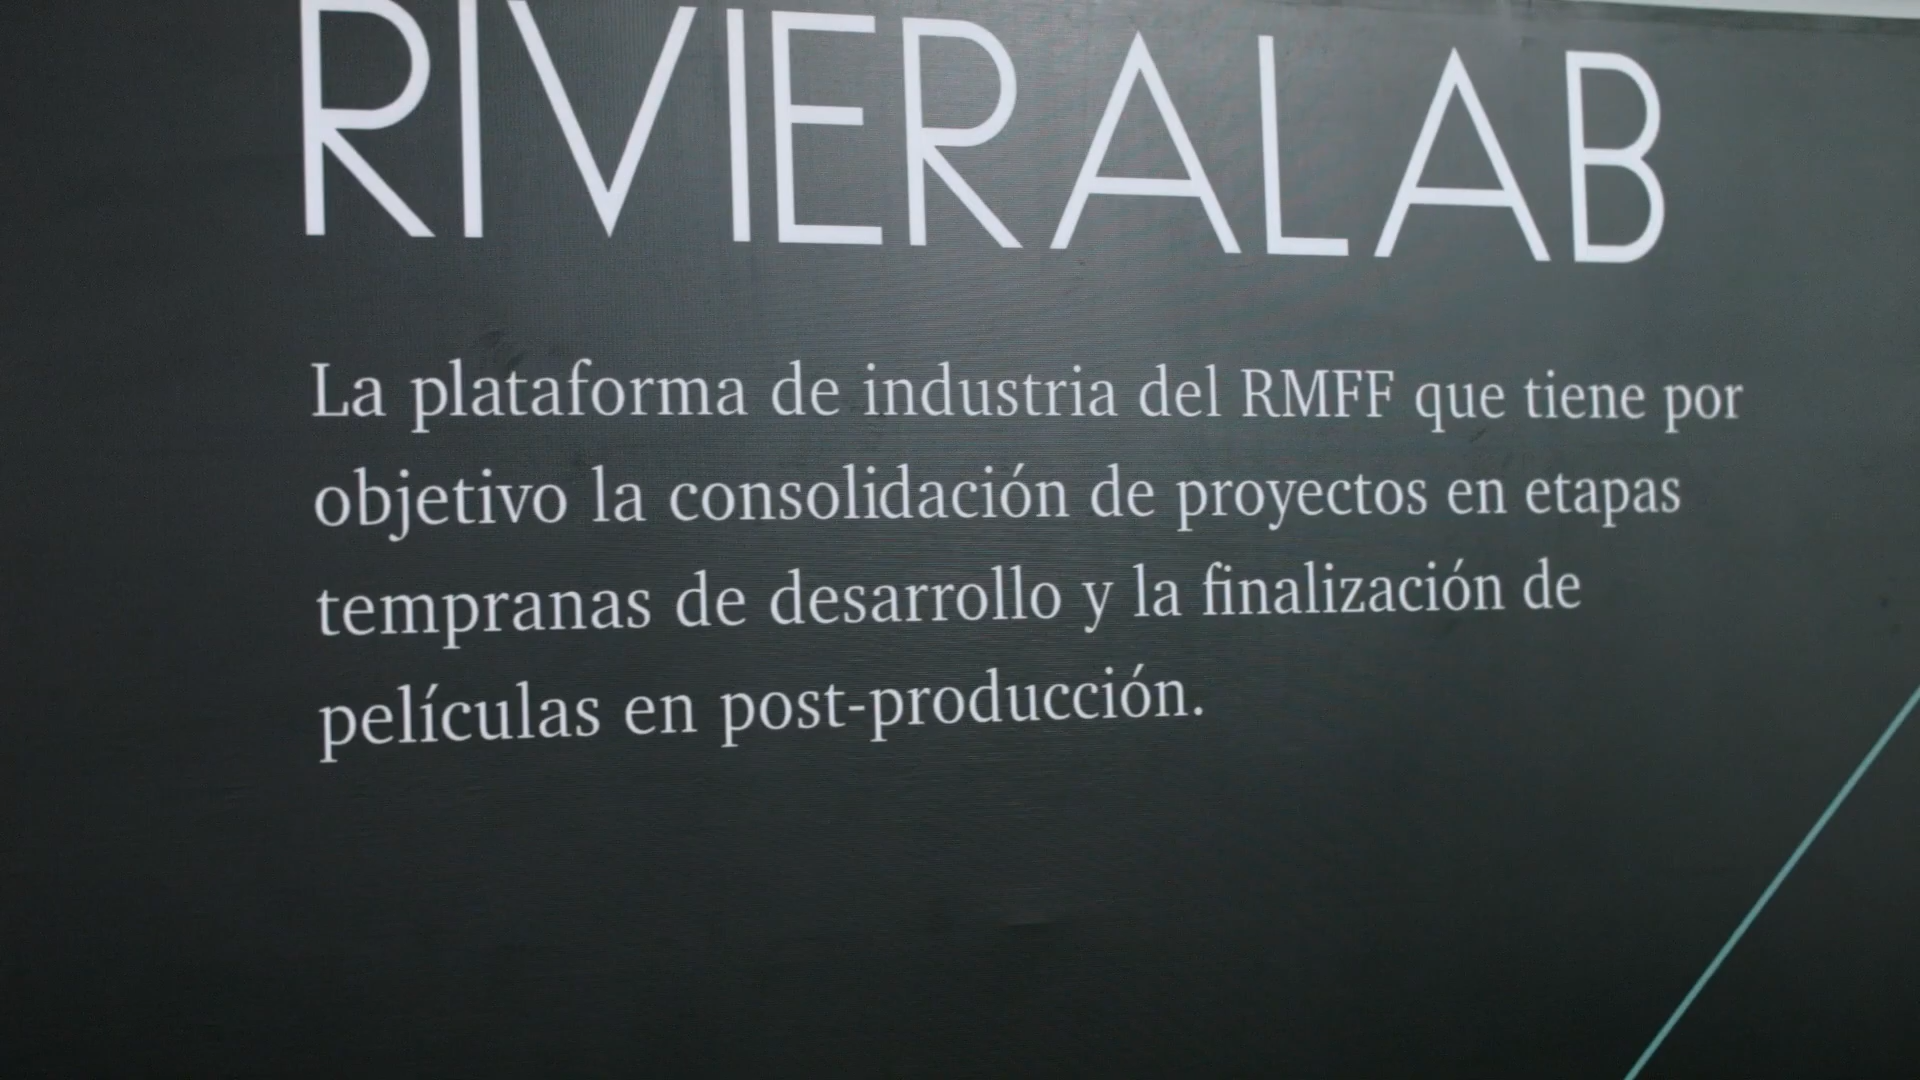 RIVIERALAB
La plataforma de industria del RMFF que tiene por
objetivo la consolidación de proyectos en etapas
tempranas de desarrollo y la finalización de
películas en post-producción.